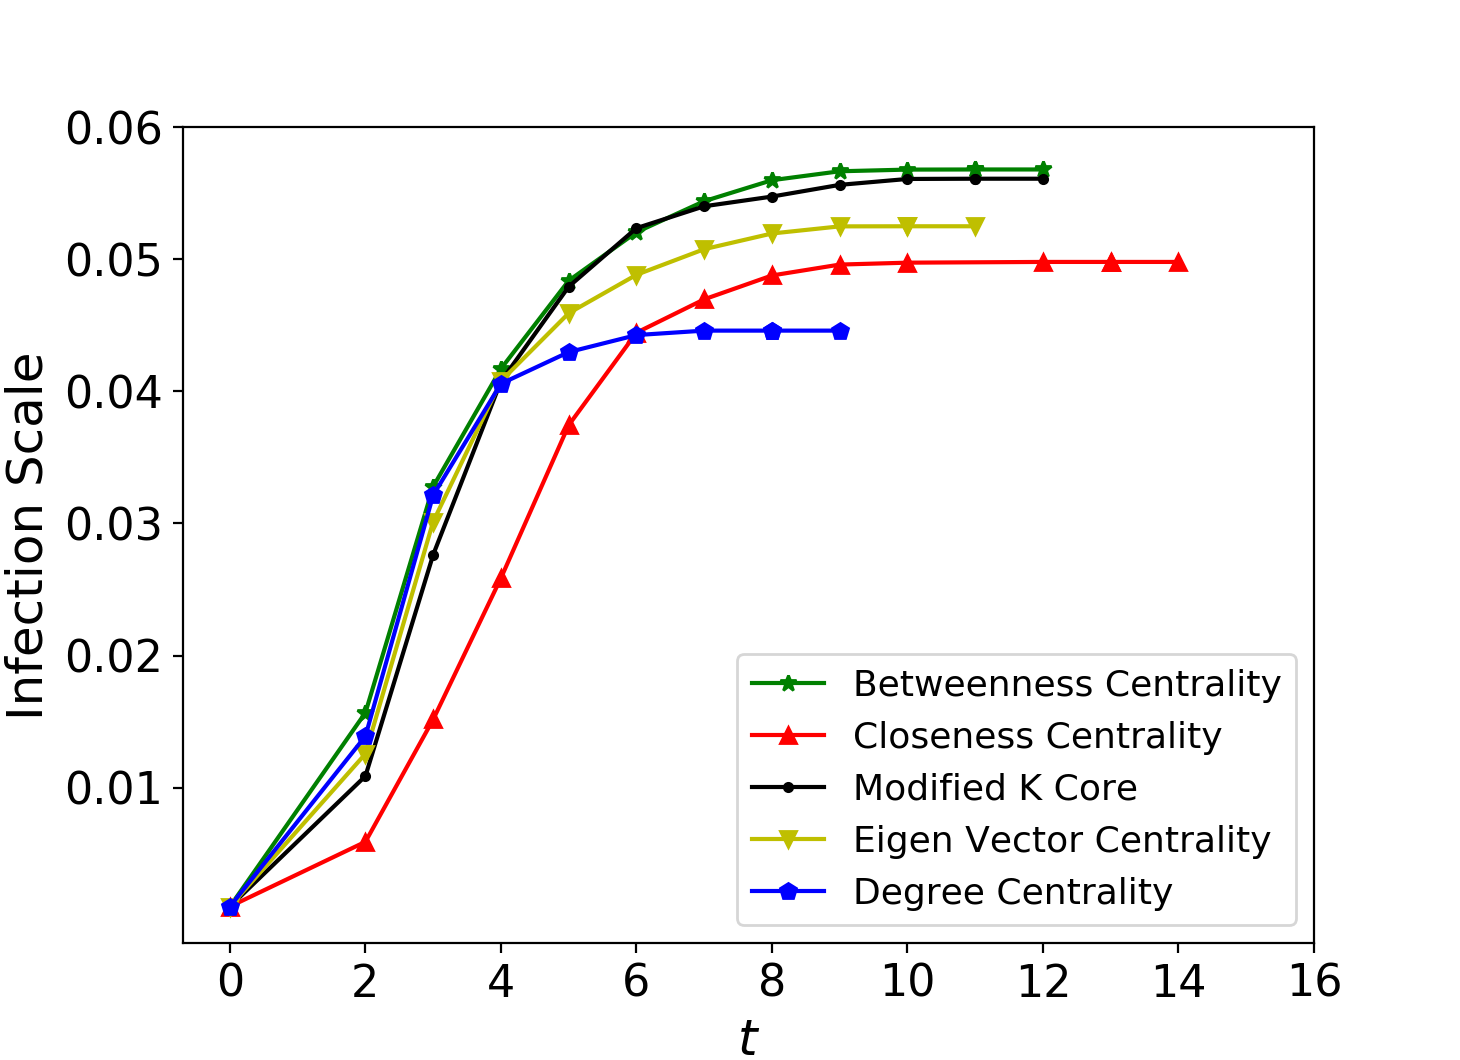 0.06
0.05
0.04
0.03
0.02
0.01
Infection Scale
Betweenness Centrality
Closeness Centrality
Modified K Core
Eigen Vector Centrality
Degree Centrality
0 2 4 6 8 10 12 14 16
t